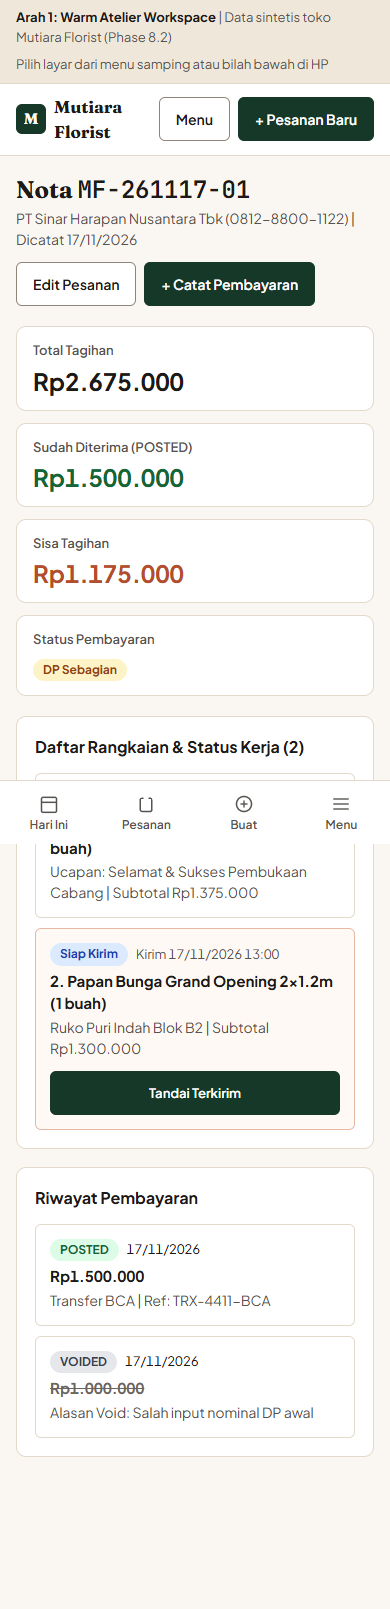 Arah 1: Warm Atelier Workspace | Data sintetis toko
Mutiara Florist (Phase 8.2)
Pilih layar dari menu samping atau bilah bawah di HP
M
Mutiara
Florist
Menu
+ Pesanan Baru
Nota MF-261117-01
PT Sinar Harapan Nusantara Tbk (0812-8800-1122) |
Dicatat 17/11/2026
Edit Pesanan
+ Catat Pembayaran
Total Tagihan
Rp2.675.000
Sudah Diterima (POSTED)
Rp1.500.000
Sisa Tagihan
Rp1.175.000
Status Pembayaran
DP Sebagian
Daftar Rangkaian & Status Kerja (2)
Hari Ini
Pesanan
Buat
Menu
buah)
Ucapan: Selamat & Sukses Pembukaan
Cabang | Subtotal Rp1.375.000
Siap Kirim
Kirim 17/11/2026 13:00
2. Papan Bunga Grand Opening 2×1.2m
(1 buah)
Ruko Puri Indah Blok B2 | Subtotal
Rp1.300.000
Tandai Terkirim
Riwayat Pembayaran
POSTED
17/11/2026
Rp1.500.000
Transfer BCA | Ref: TRX-4411-BCA
VOIDED
17/11/2026
Rp1.000.000
Alasan Void: Salah input nominal DP awal